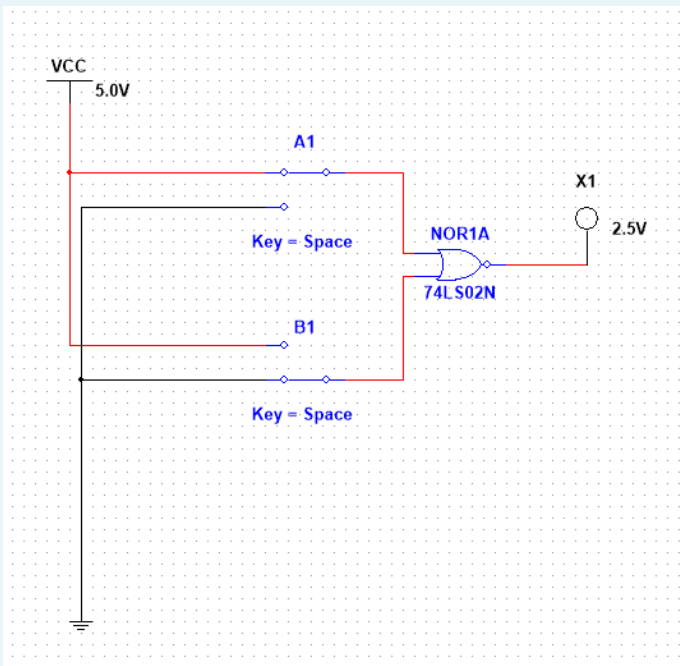 VCC
5.0V
A1
X1
2.5V
Key = Space
NOR1A
74LS02N
B1
Key = Space